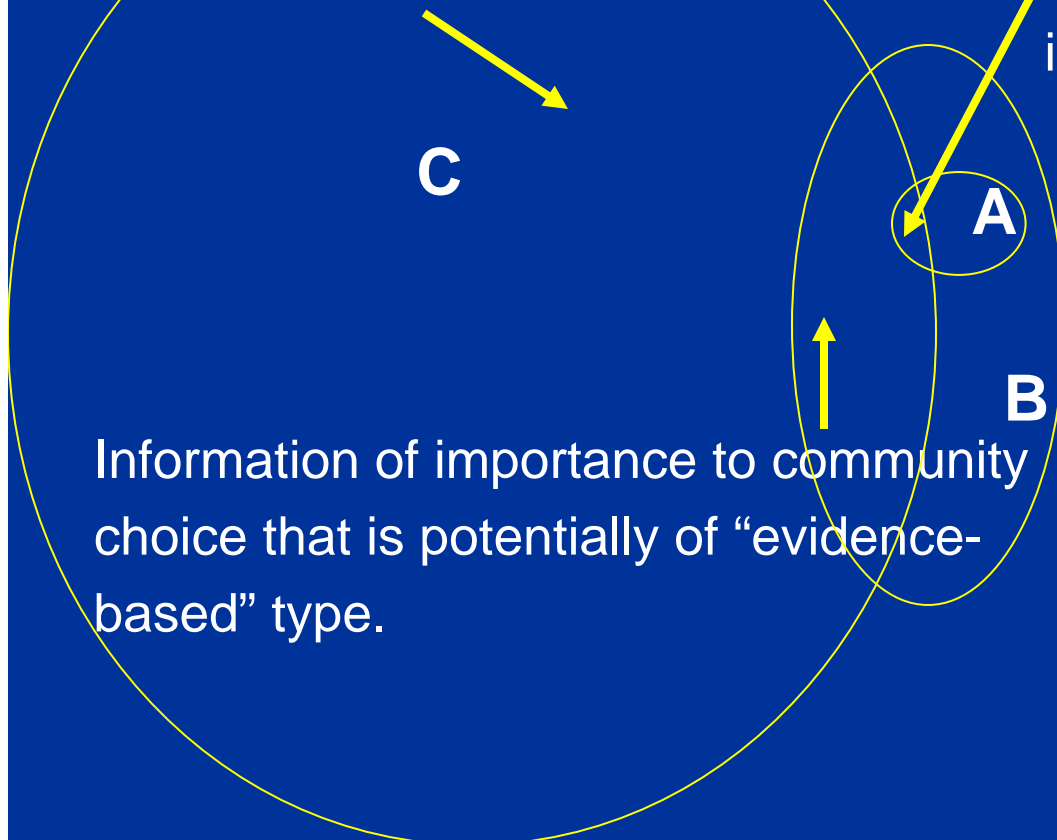 i
C
A
B
Information of importance to community
choice that is potentially of “evidence-
based” type.